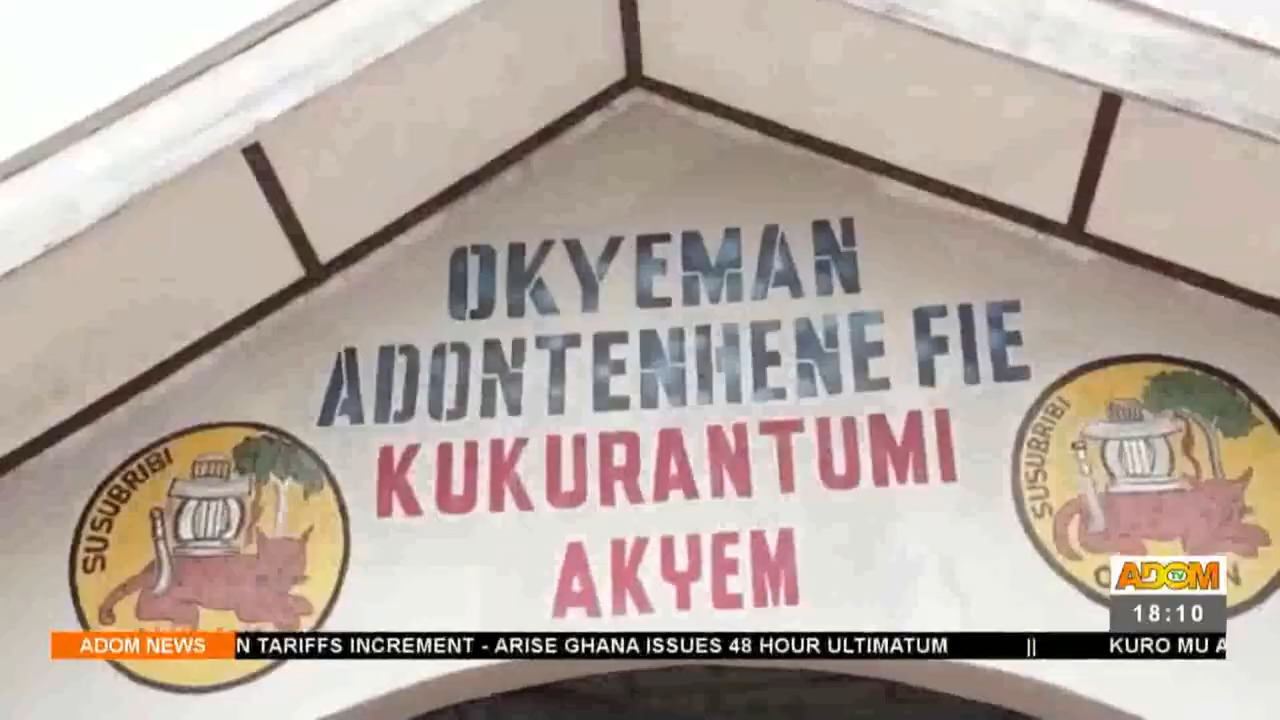 OKYEMAN
ADONTENHENE FIE
KUKURANTUMI
AKYEM
SUSUBRIBI
SUSUBRIBI
ADOM TV
18:10
ADOM NEWS
N TARIFFS INCREMENT - ARISE GHANA ISSUES 48 HOUR ULTIMATUM || KURO MU A